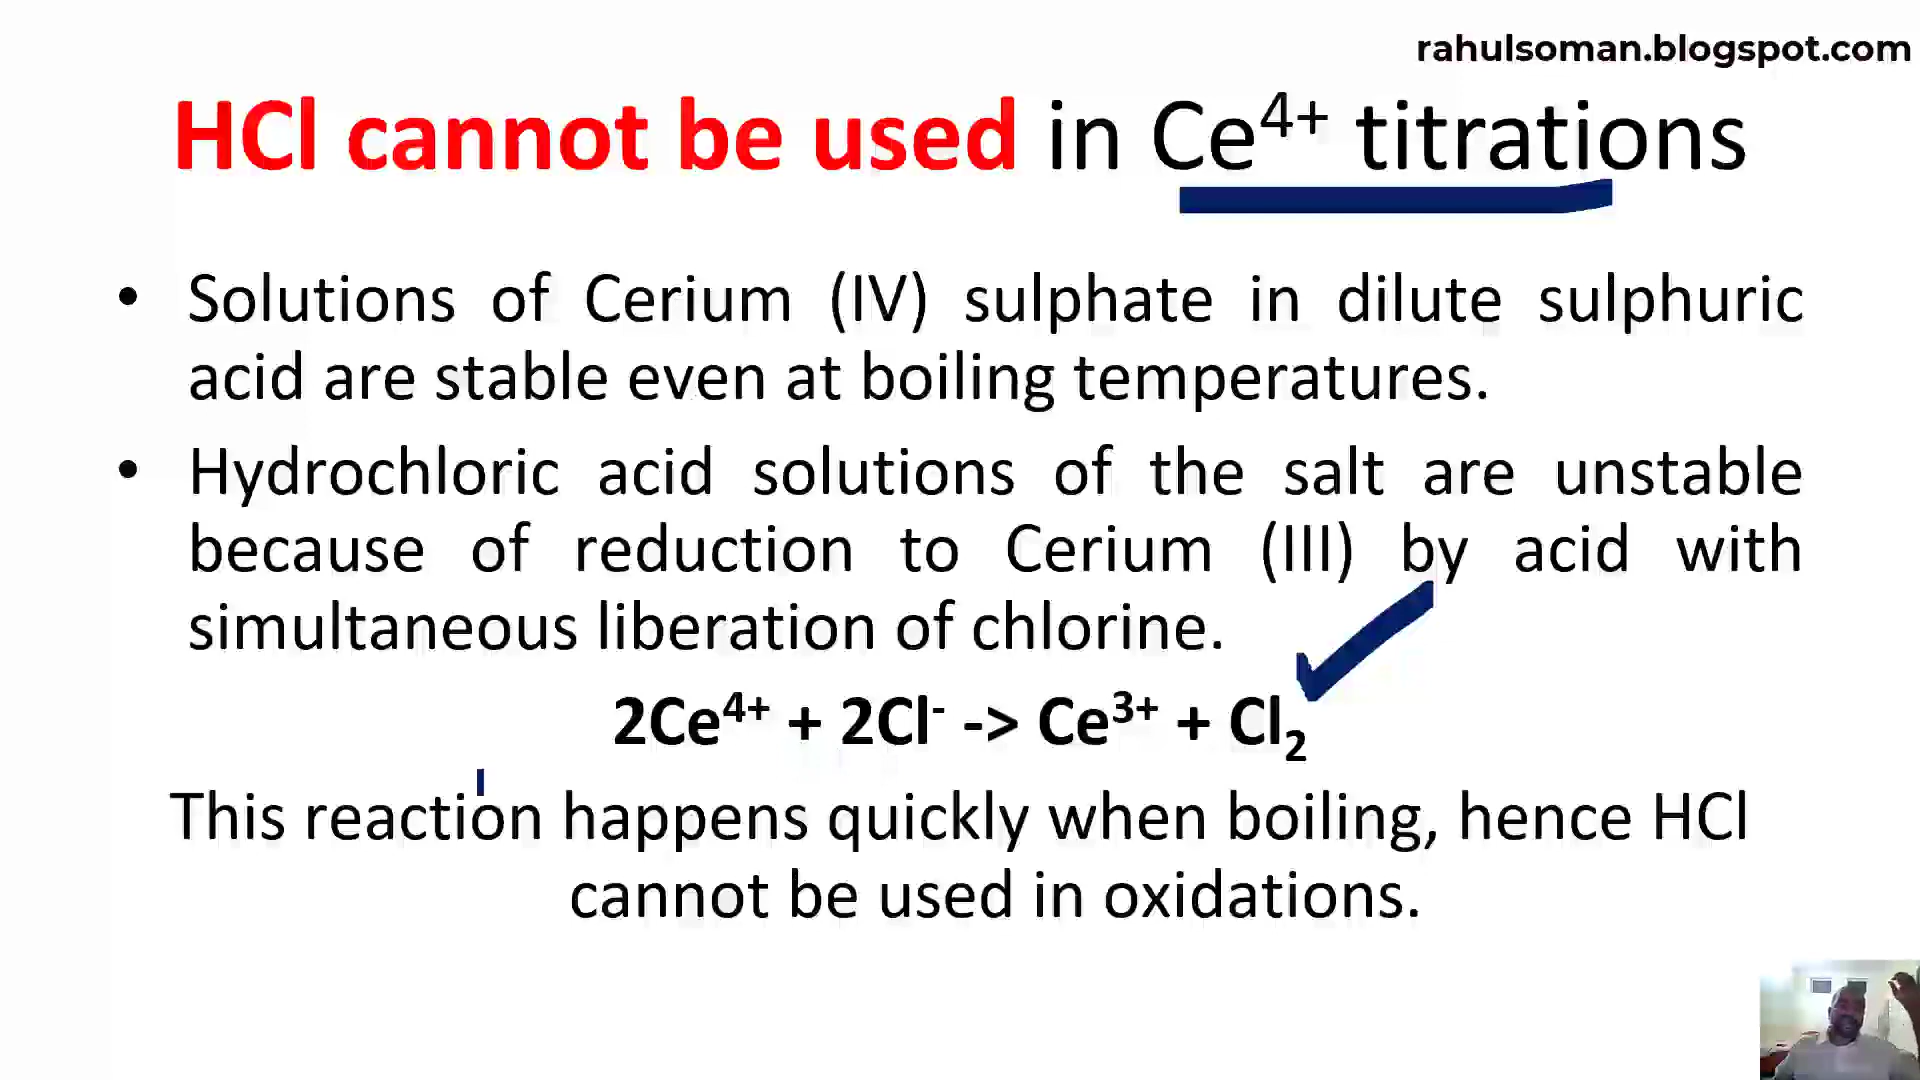 rahulsoman.blogspot.com
HCl cannot be used in Ce⁴⁺ titrations
• Solutions of Cerium (IV) sulphate in dilute sulphuric
acid are stable even at boiling temperatures.
• Hydrochloric acid solutions of the salt are unstable
because of reduction to Cerium (III) by acid with
simultaneous liberation of chlorine.
2Ce⁴⁺ + 2Cl⁻ -> Ce³⁺ + Cl₂
This reaction happens quickly when boiling, hence HCl
cannot be used in oxidations.